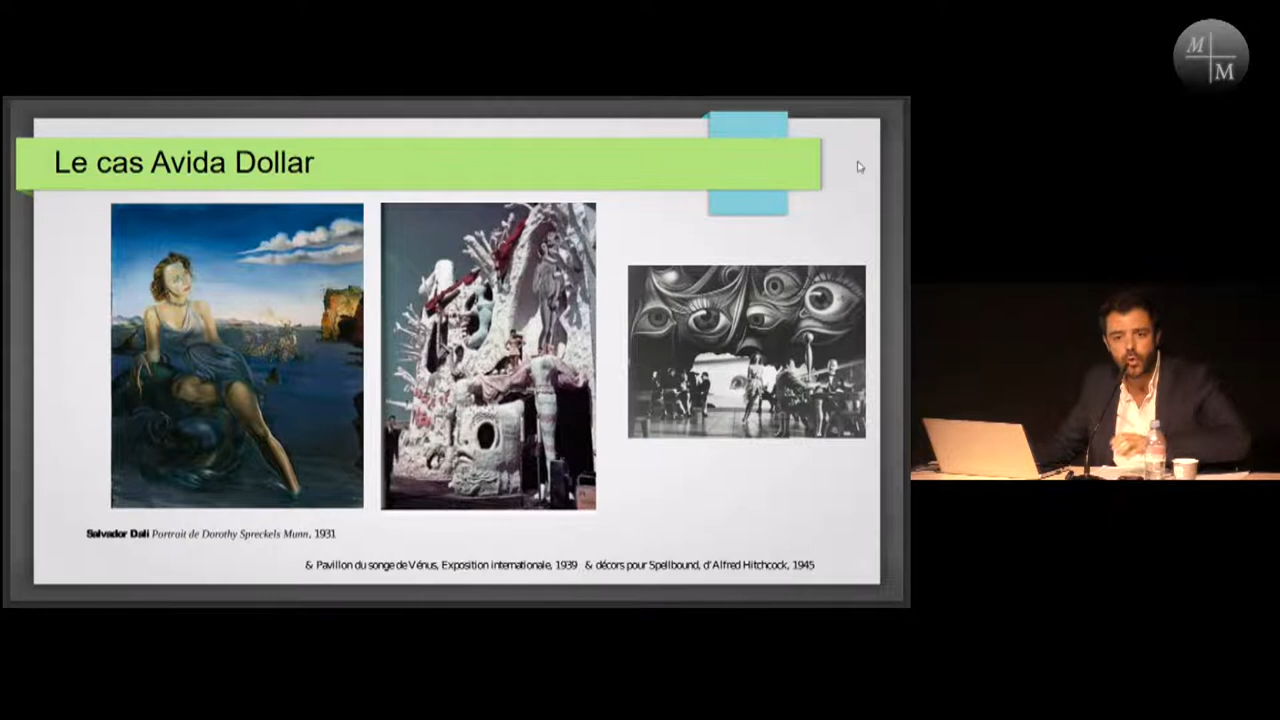 M
M
Le cas Avida Dollar
Salvador Dali Portrait de Dorothy Spreckels Munn, 1931
& Pavillon du songe de Vénus, Exposition internationale, 1939 & décors pour Spellbound, d'Alfred Hitchcock, 1945